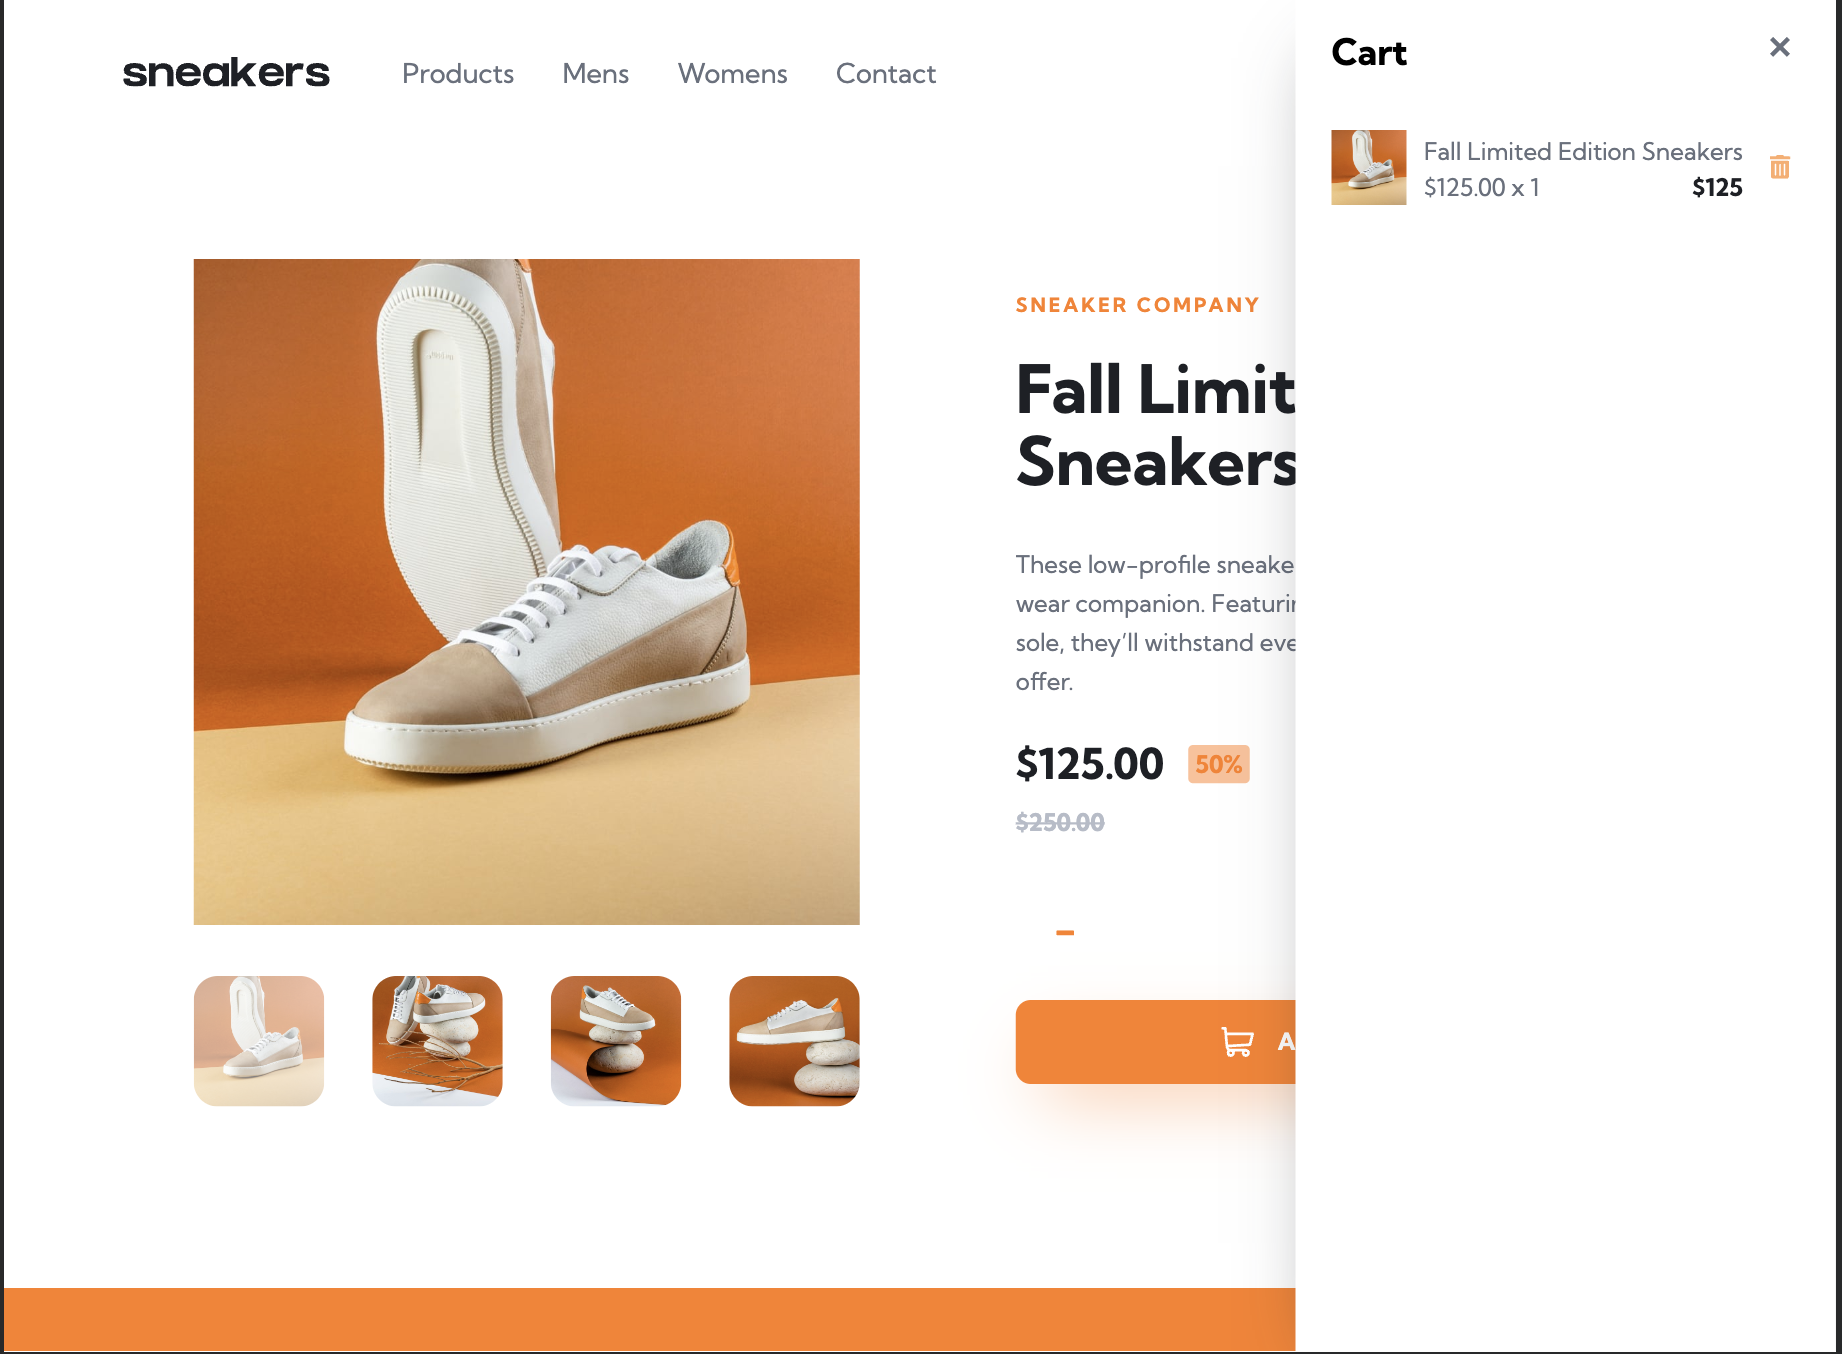 sneakers
Products
Mens
Womens
Contact
SNEAKER COMPANY
Fall Limit
Sneakers
These low-profile sneake
wear companion. Featurin
sole, they'll withstand eve
offer.
$125.00
50%
$250.00
-
A
Cart
Fall Limited Edition Sneakers
$125.00 x 1
$125